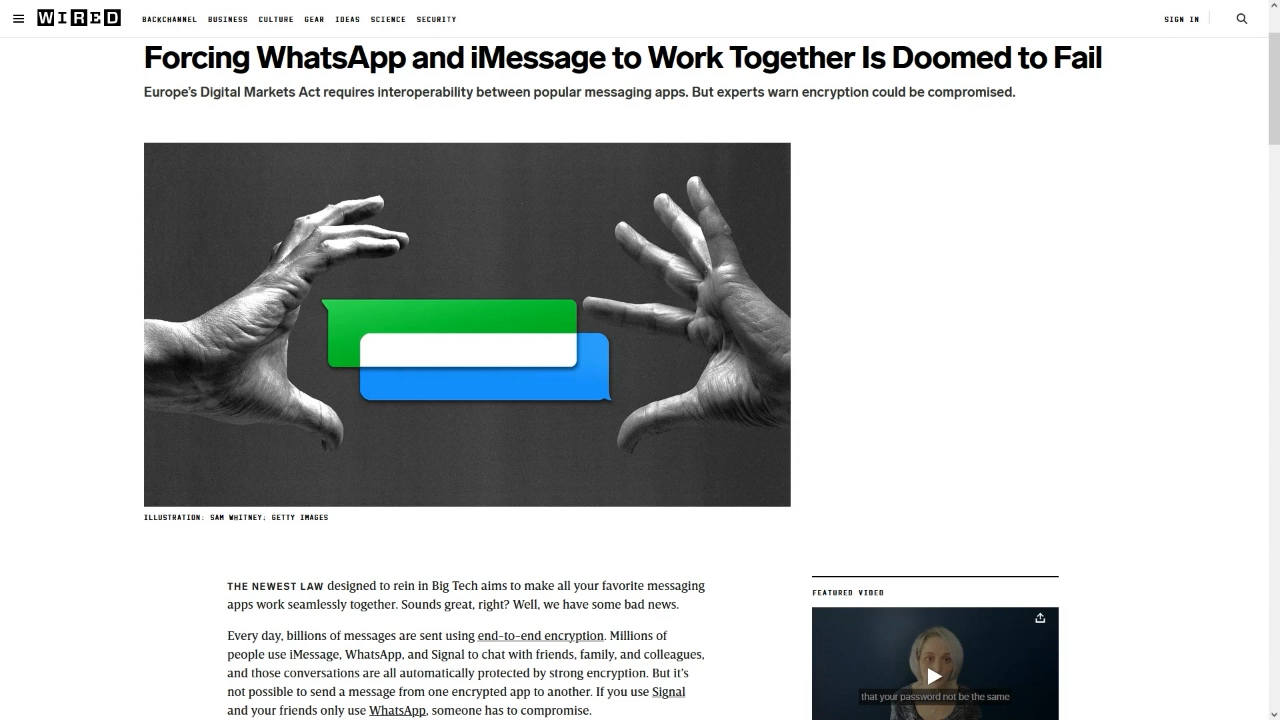 WIRED
BACKCHANNEL BUSINESS CULTURE GEAR IDEAS SCIENCE SECURITY
SIGN IN
Forcing WhatsApp and iMessage to Work Together Is Doomed to Fail
Europe’s Digital Markets Act requires interoperability between popular messaging apps. But experts warn encryption could be compromised.
ILLUSTRATION: SAM WHITNEY; GETTY IMAGES
THE NEWEST LAW designed to rein in Big Tech aims to make all your favorite messaging
apps work seamlessly together. Sounds great, right? Well, we have some bad news.
Every day, billions of messages are sent using end-to-end encryption. Millions of
people use iMessage, WhatsApp, and Signal to chat with friends, family, and colleagues,
and those conversations are all automatically protected by strong encryption. But it’s
not possible to send a message from one encrypted app to another. If you use Signal
and your friends only use WhatsApp, someone has to compromise.
FEATURED VIDEO
that your password not be the same